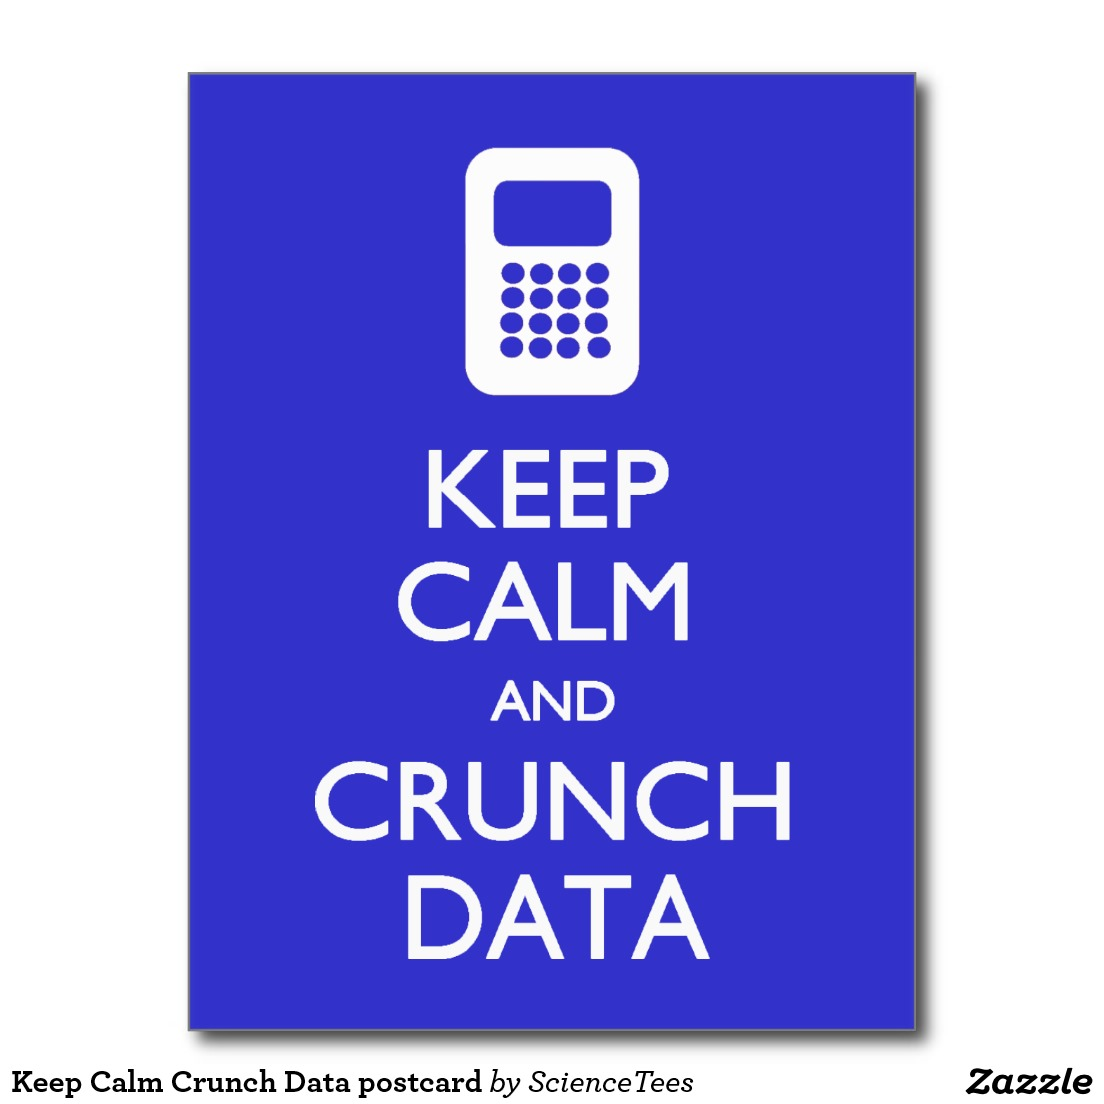 KEEP
CALM
AND
CRUNCH
DATA
Keep Calm Crunch Data postcard by ScienceTees
Zazzle